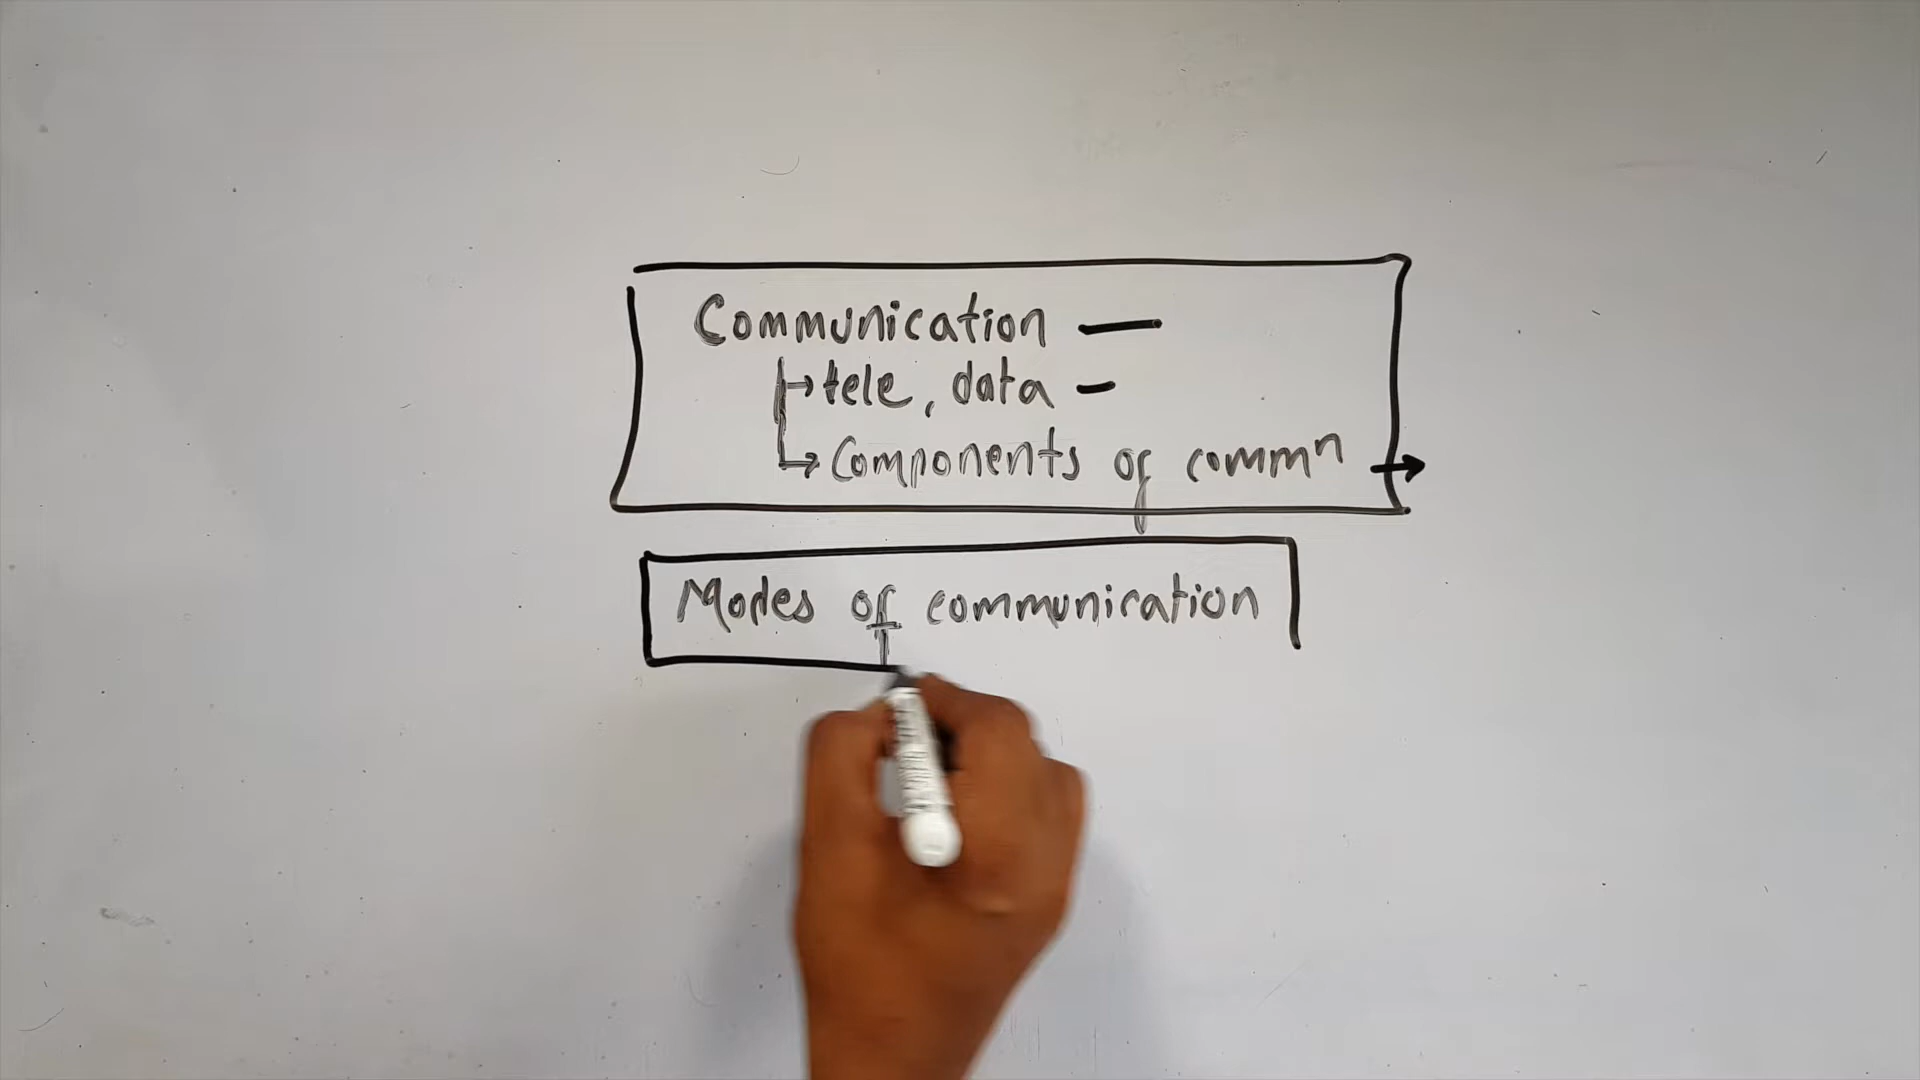 Communication —
→ tele, data –
→ Components of commn →
Modes of communication